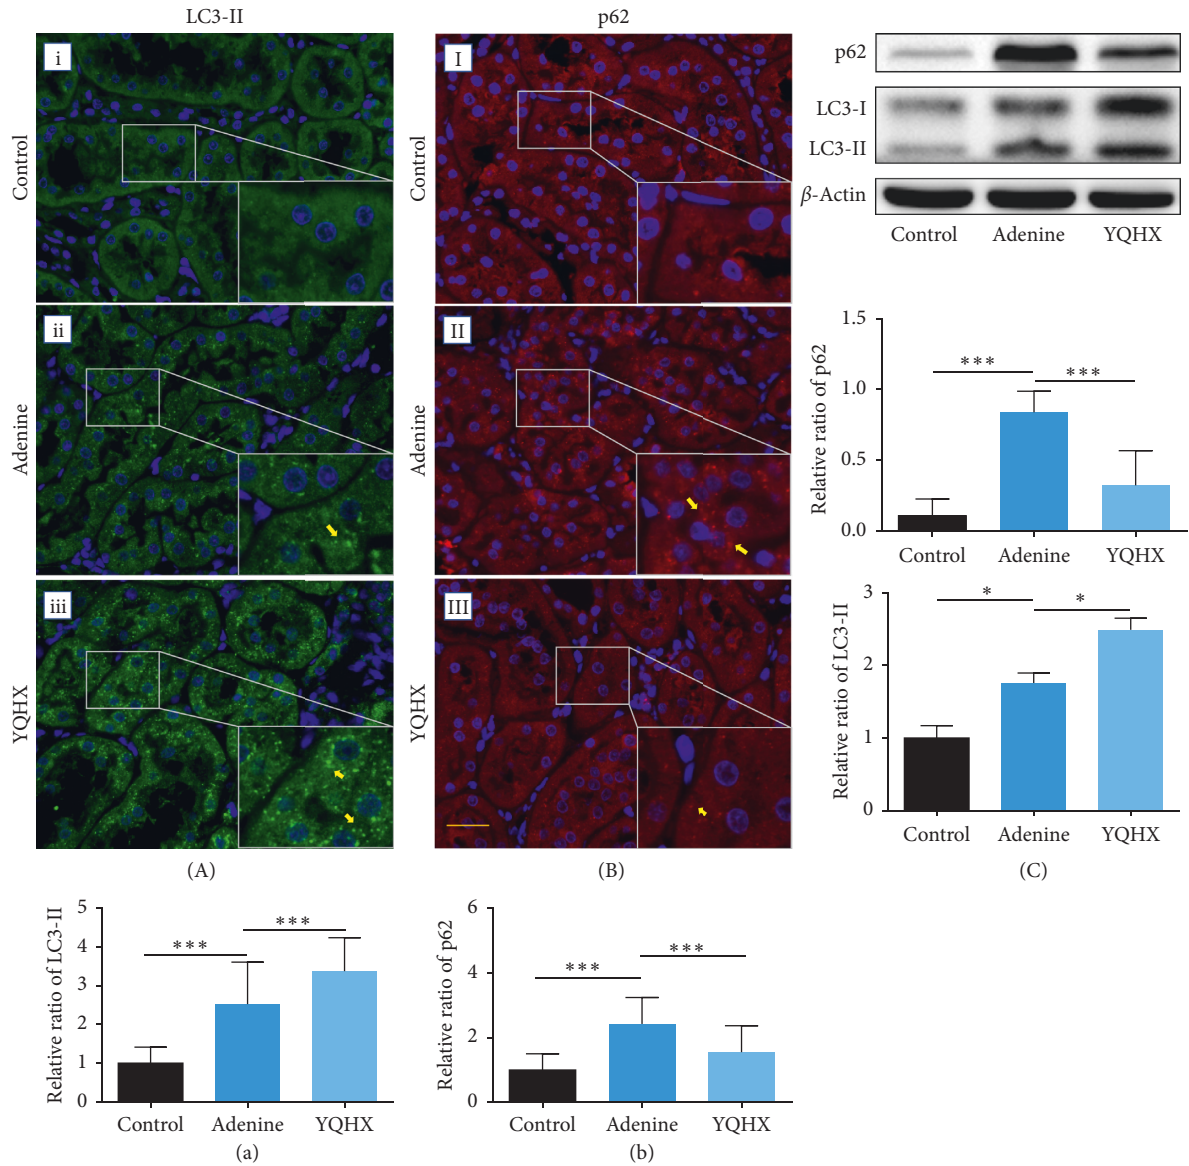 LC3-II
i
Control
ii
Adenine
iii
YQHX
(A)
p62
I
Control
II
Adenine
III
YQHX
(B)
p62
LC3-I
LC3-II
β-Actin
Control Adenine YQHX
Relative ratio of p62
1.5
1.0
0.5
0.0
*** ***
Control Adenine YQHX
Relative ratio of LC3-II
3
2
1
0
* *
Control Adenine YQHX
(C)
Relative ratio of LC3-II
5
4
3
2
1
0
*** ***
Control Adenine YQHX
(a)
Relative ratio of p62
6
4
2
0
*** ***
Control Adenine YQHX
(b)